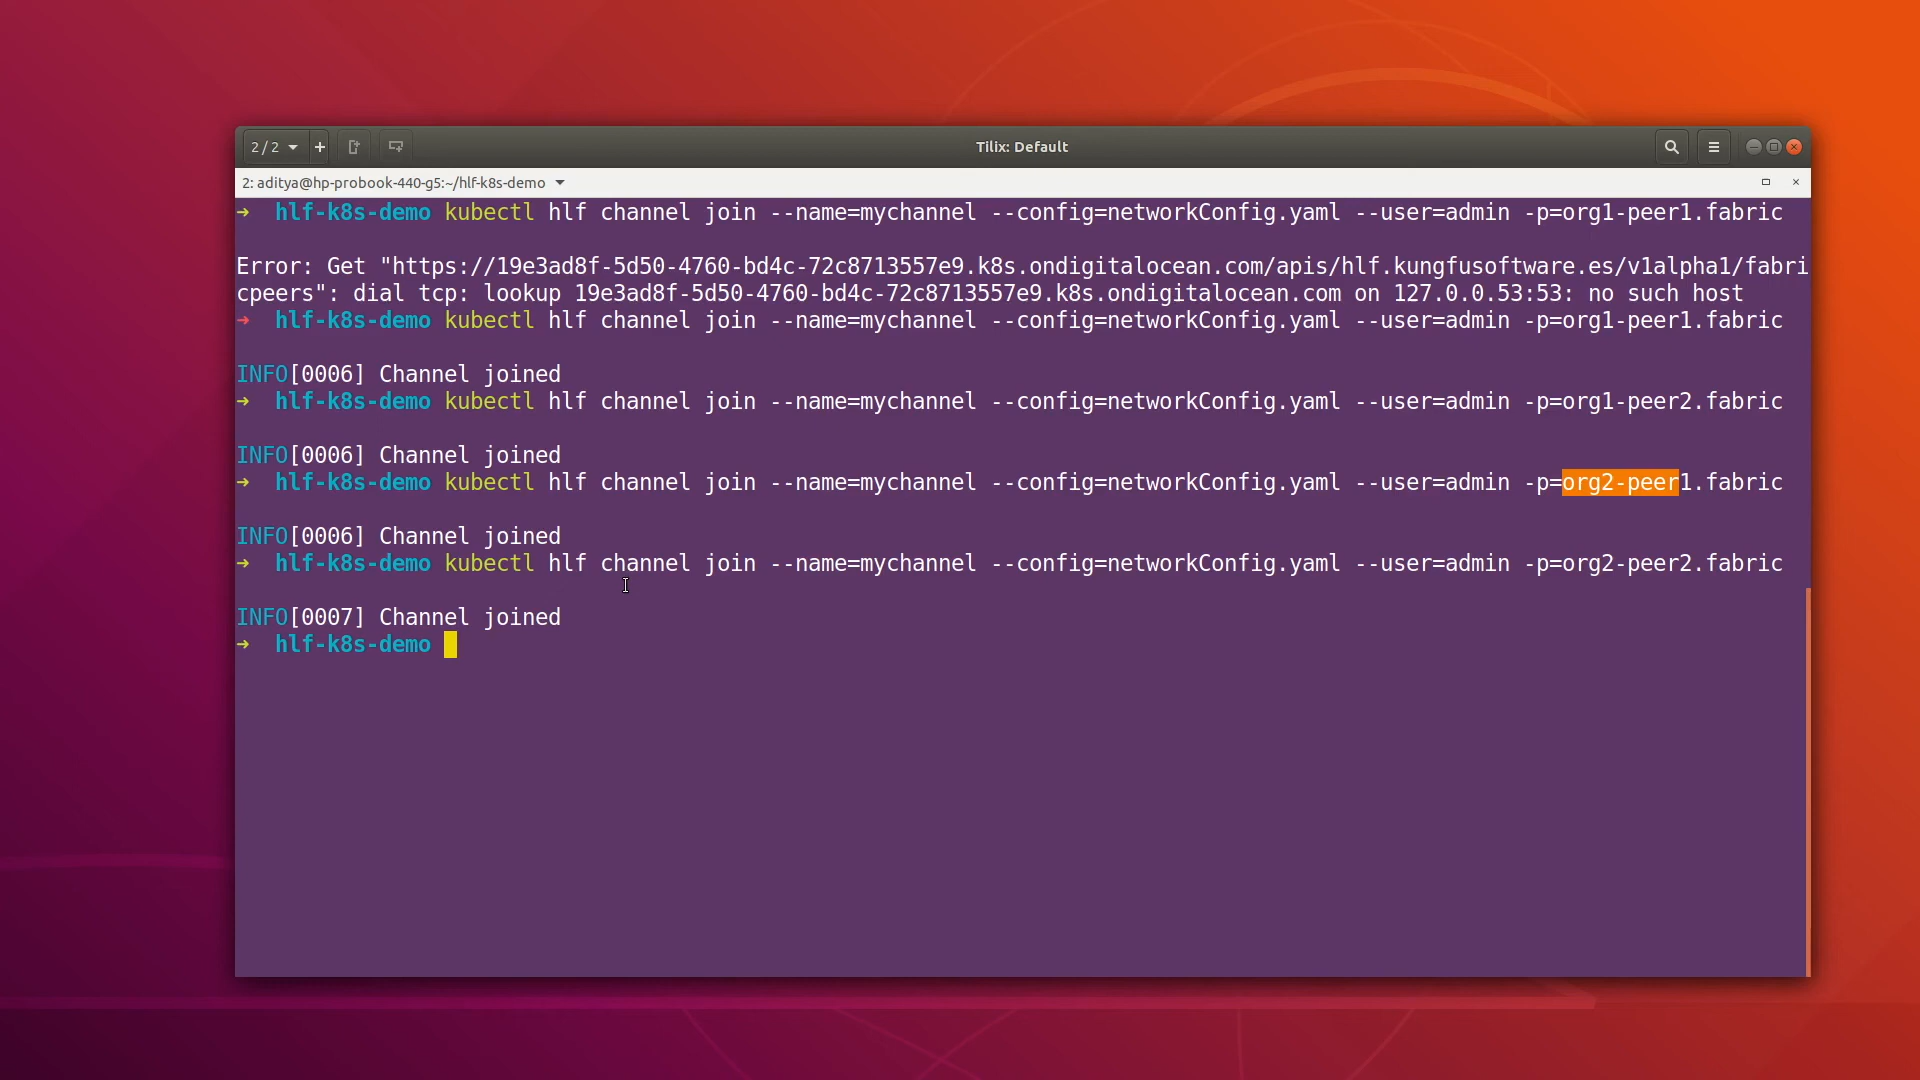 2 / 2
Tilix: Default
2: aditya@hp-probook-440-g5:~/hlf-k8s-demo
➜ hlf-k8s-demo kubectl hlf channel join --name=mychannel --config=networkConfig.yaml --user=admin -p=org1-peer1.fabric
Error: Get "https://19e3ad8f-5d50-4760-bd4c-72c8713557e9.k8s.ondigitalocean.com/apis/hlf.kungfusoftware.es/v1alpha1/fabri
cpeers": dial tcp: lookup 19e3ad8f-5d50-4760-bd4c-72c8713557e9.k8s.ondigitalocean.com on 127.0.0.53:53: no such host
➜ hlf-k8s-demo kubectl hlf channel join --name=mychannel --config=networkConfig.yaml --user=admin -p=org1-peer1.fabric
INFO[0006] Channel joined
➜ hlf-k8s-demo kubectl hlf channel join --name=mychannel --config=networkConfig.yaml --user=admin -p=org1-peer2.fabric
INFO[0006] Channel joined
➜ hlf-k8s-demo kubectl hlf channel join --name=mychannel --config=networkConfig.yaml --user=admin -p=org2-peer1.fabric
INFO[0006] Channel joined
➜ hlf-k8s-demo kubectl hlf channel join --name=mychannel --config=networkConfig.yaml --user=admin -p=org2-peer2.fabric
INFO[0007] Channel joined
➜ hlf-k8s-demo